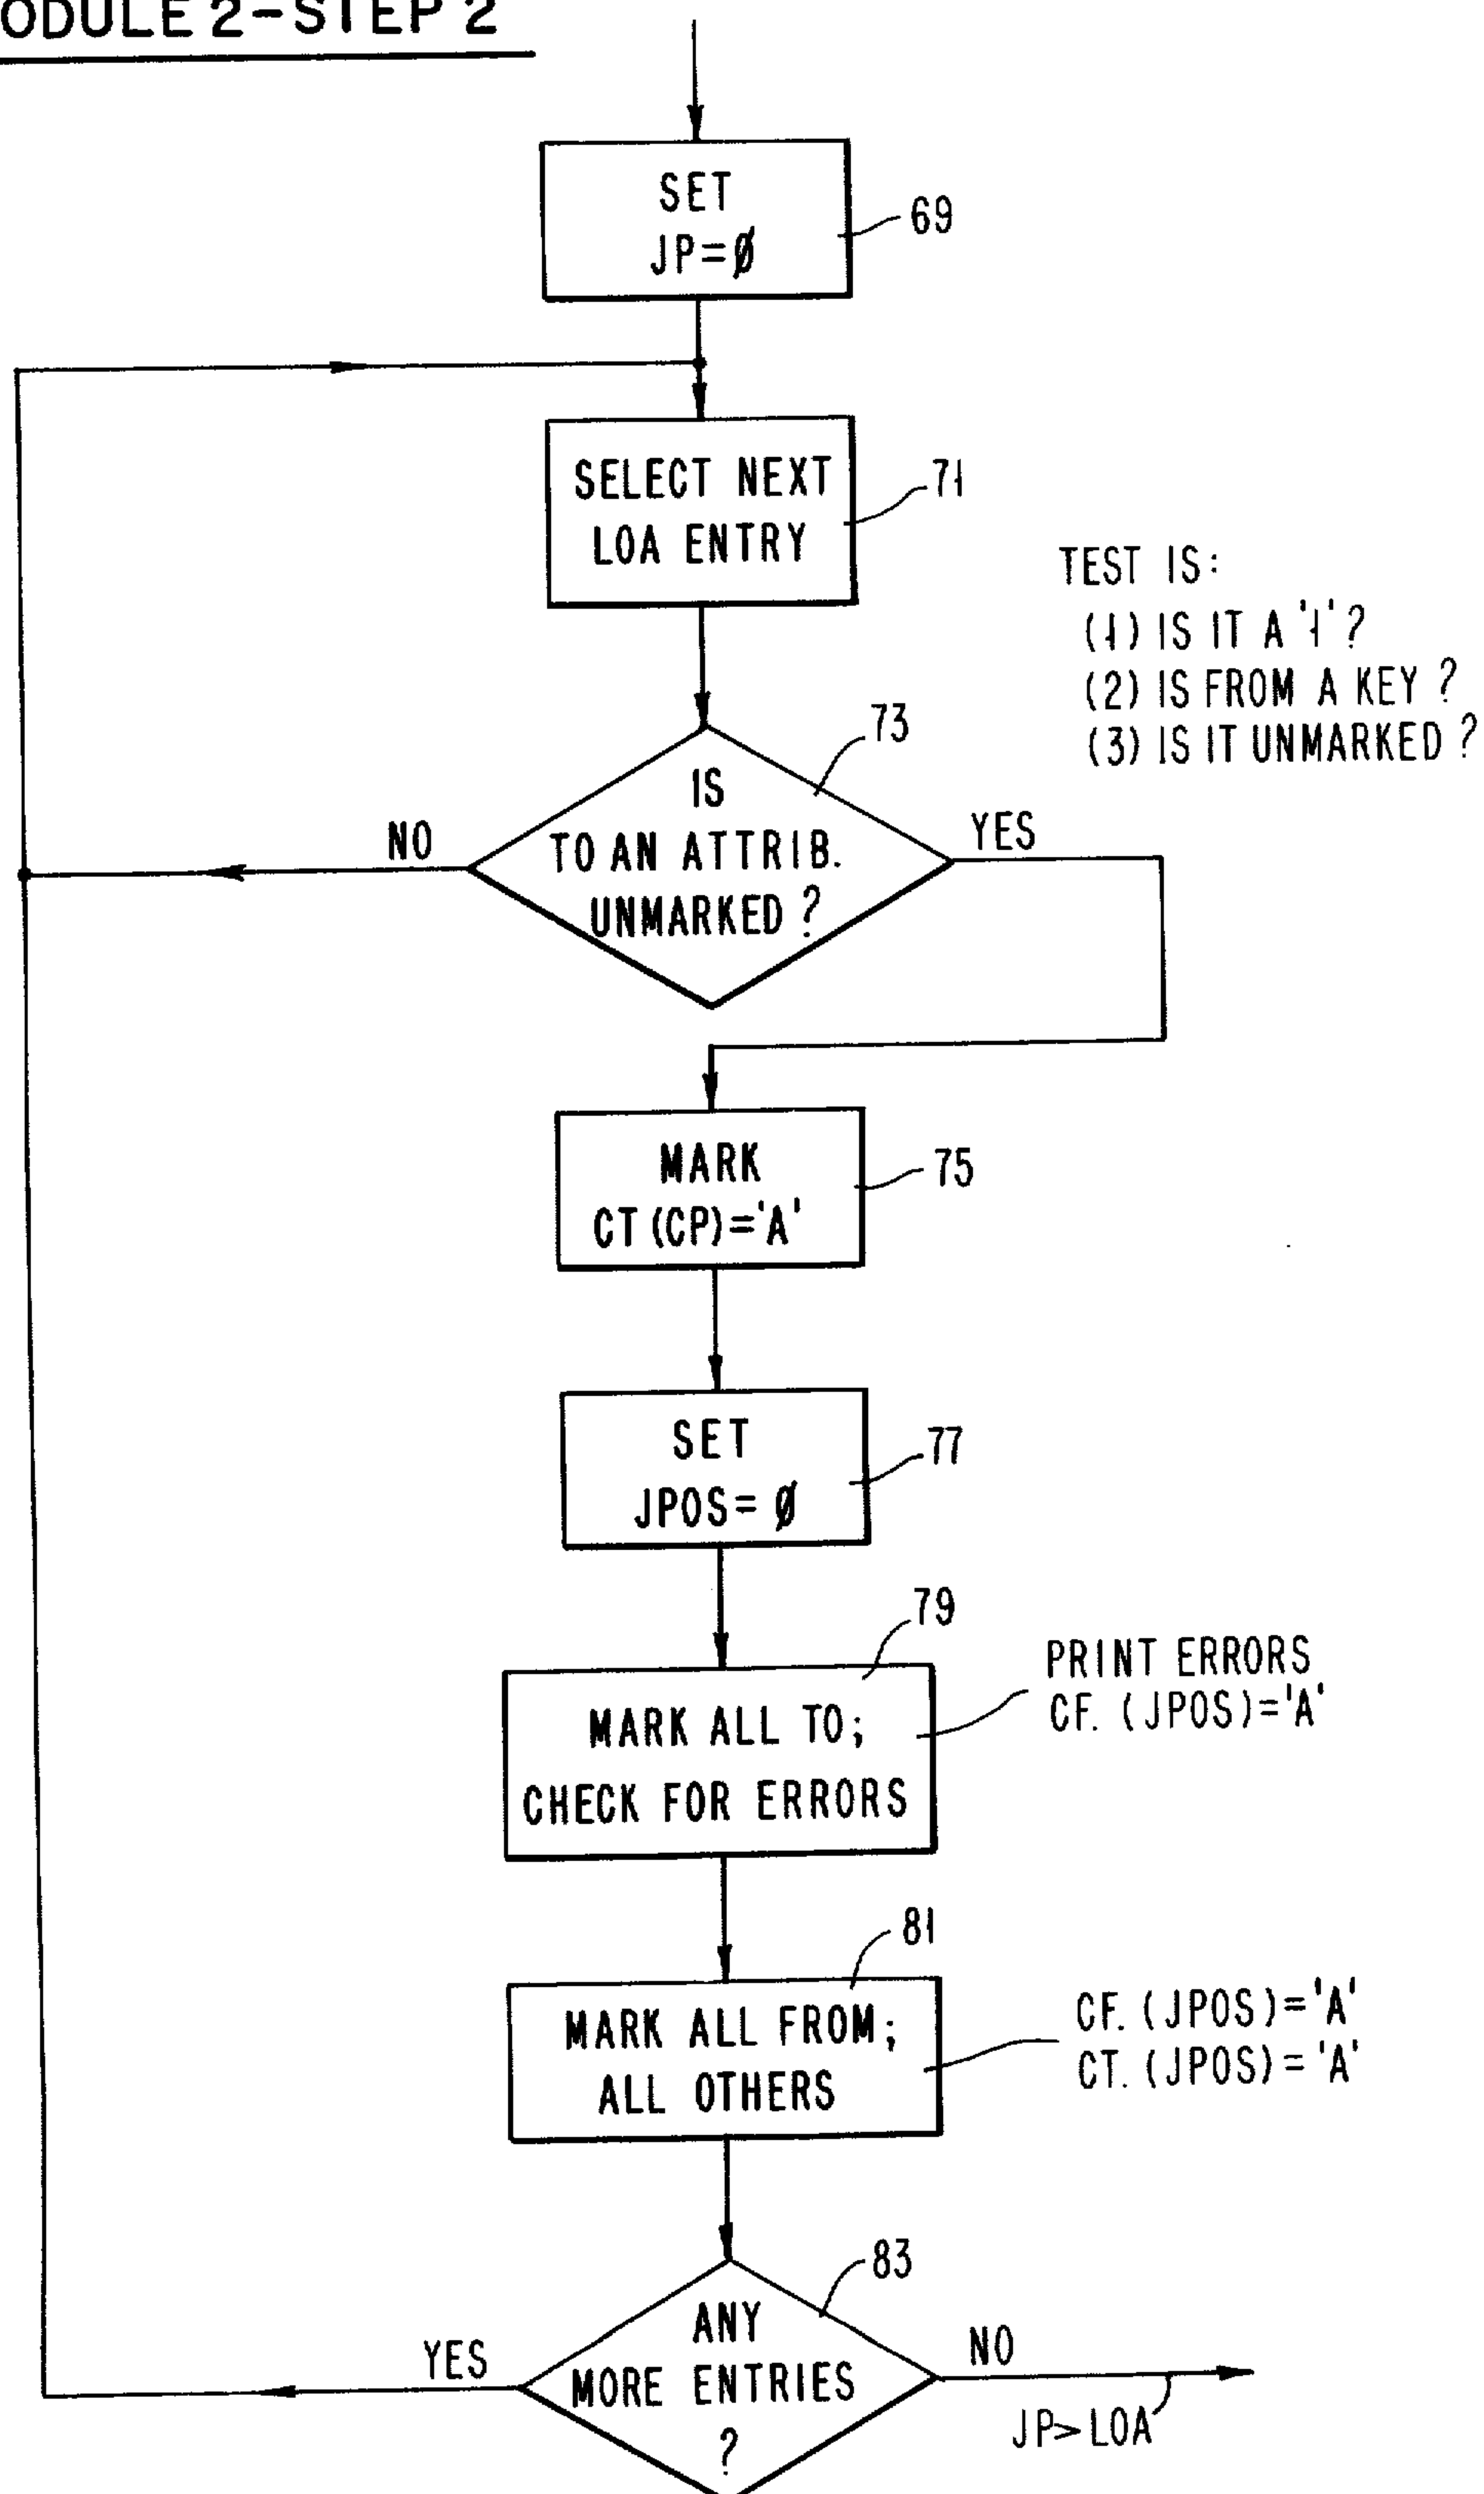 ODULE 2-STEP 2
SET
JP=Ø
69
SELECT NEXT
LOA ENTRY
71
TEST IS:
(1) IS IT A '1'?
(2) IS FROM A KEY?
(3) IS IT UNMARKED?
73
IS
TO AN ATTRIB.
UNMARKED?
NO
YES
MARK
CT(CP)='A'
75
SET
JPOS=Ø
77
79
MARK ALL TO;
CHECK FOR ERRORS
PRINT ERRORS
CF.(JPOS)='A'
81
MARK ALL FROM;
ALL OTHERS
CF.(JPOS)='A'
CT.(JPOS)='A'
83
ANY
MORE ENTRIES
?
YES
NO
JP>LOA